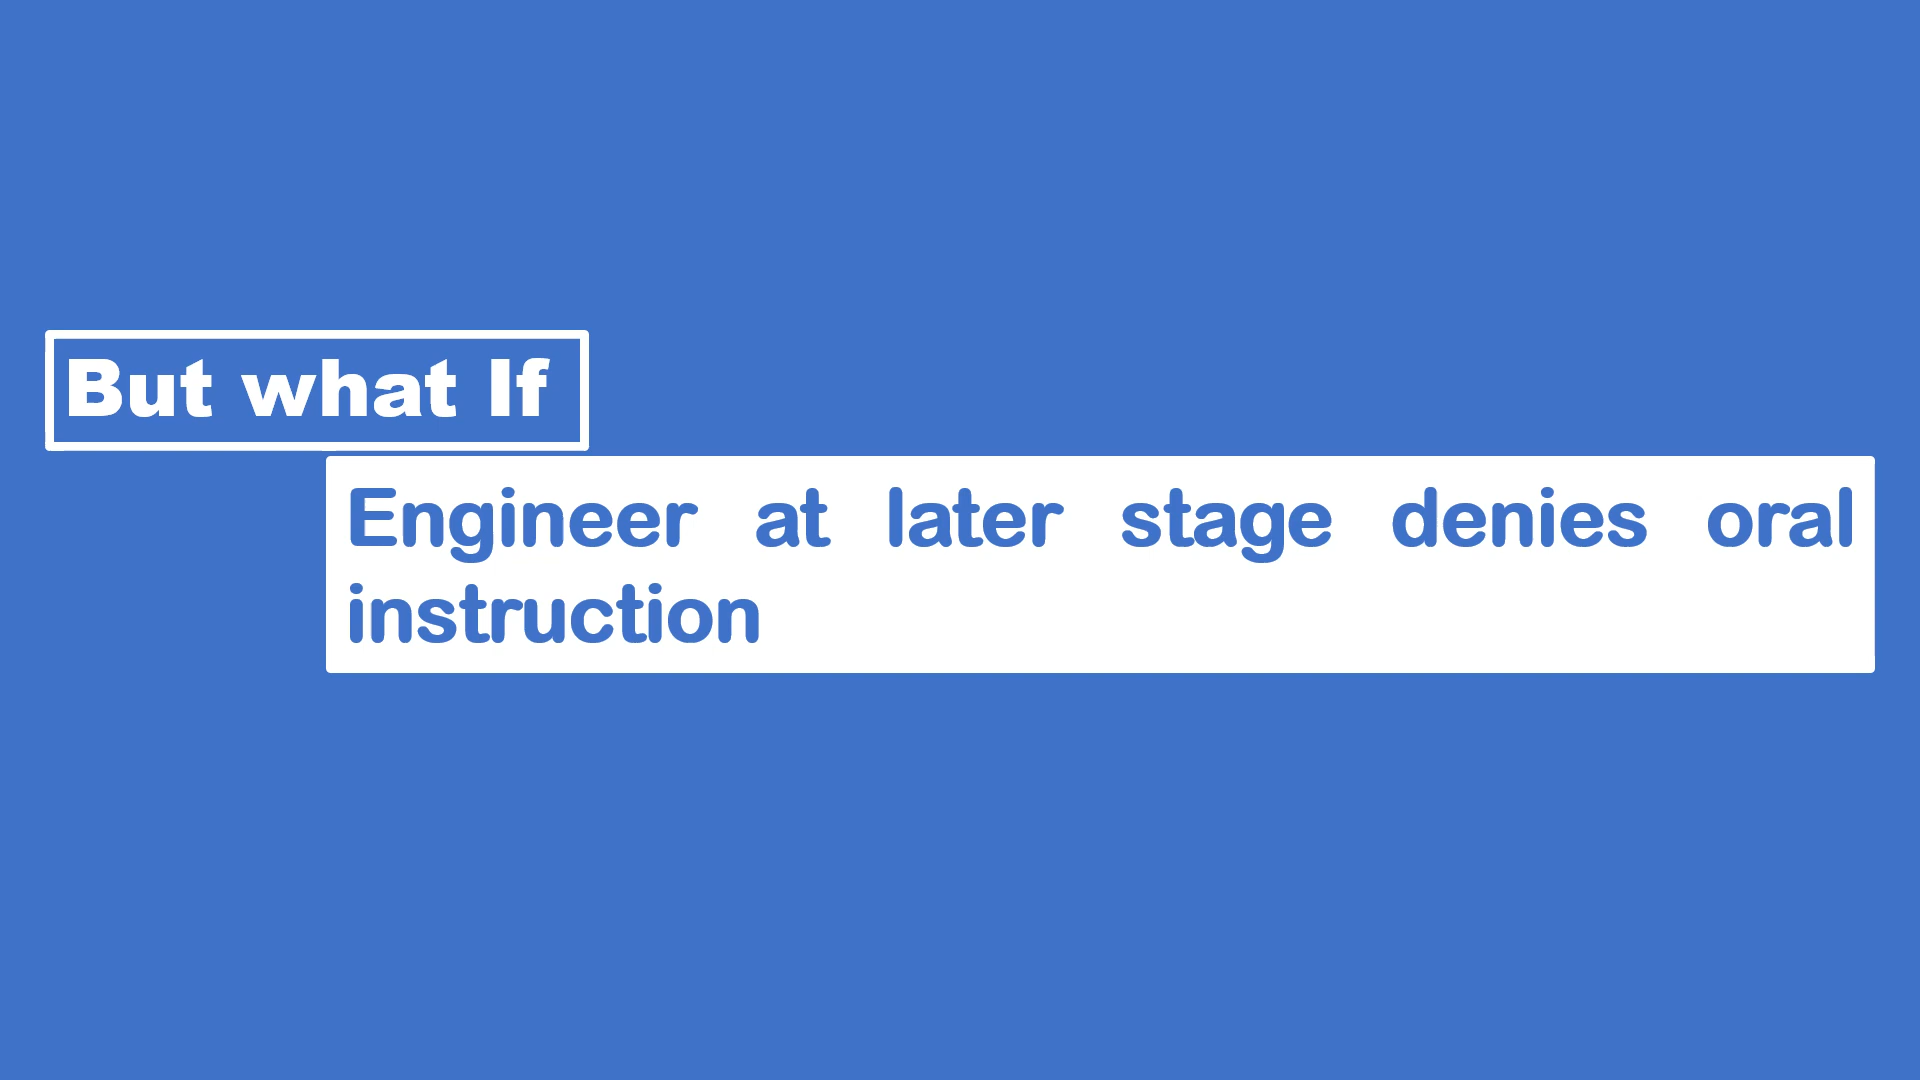 But what If
Engineer at later stage denies oral
instruction